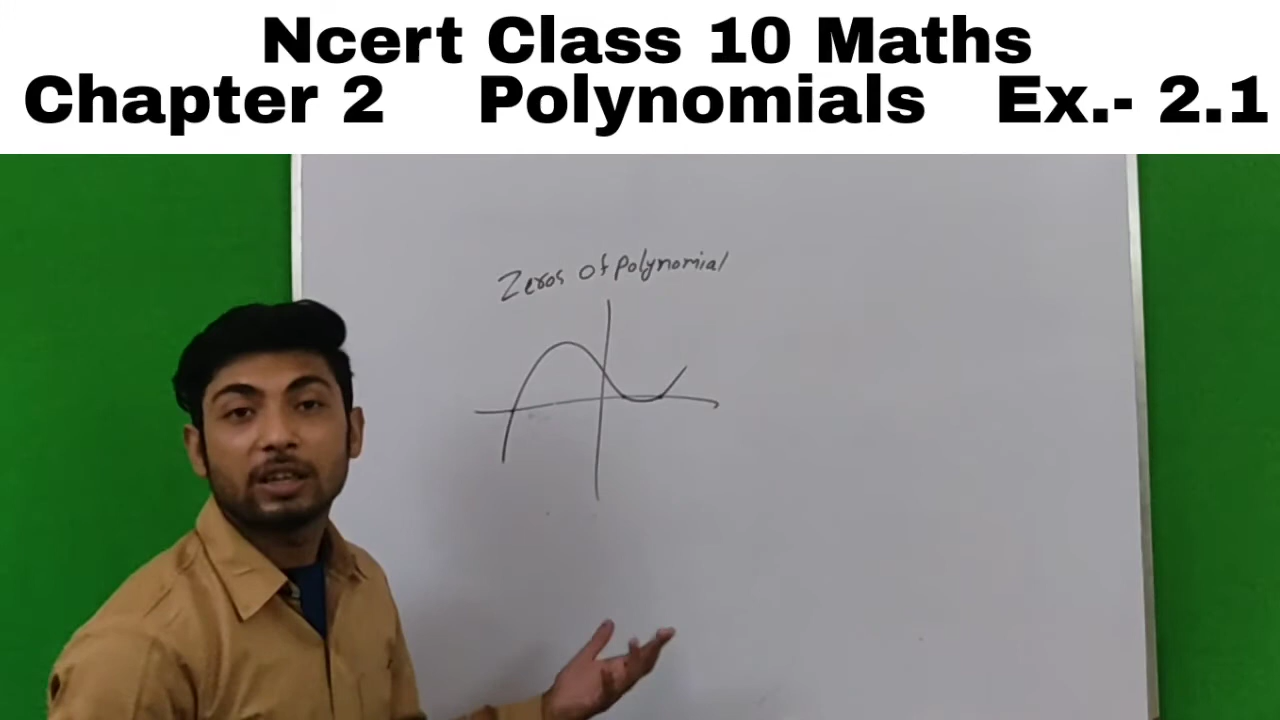 Ncert Class 10 Maths
Chapter 2 Polynomials Ex.- 2.1
Zeros of polynomial